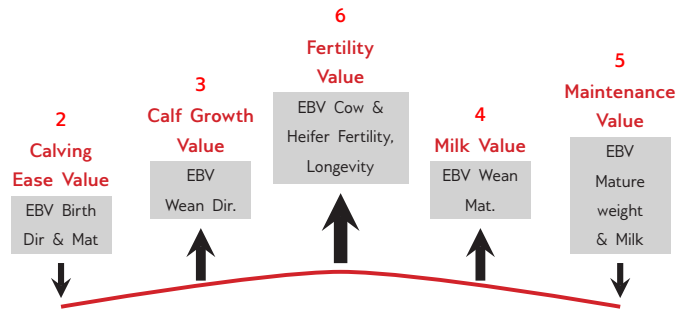 2
Calving
Ease Value
EBV Birth
Dir & Mat
3
Calf Growth
Value
EBV
Wean Dir.
6
Fertility
Value
EBV Cow &
Heifer Fertility,
Longevity
4
Milk Value
EBV Wean
Mat.
5
Maintenance
Value
EBV
Mature
weight
& Milk